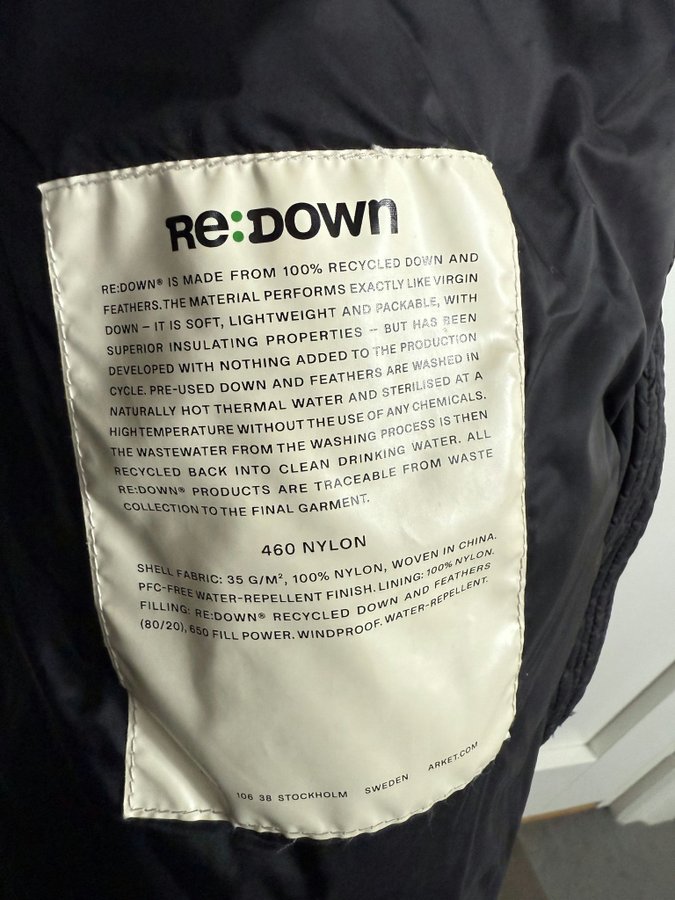 Re:DOWn
RE:DOWN® IS MADE FROM 100% RECYCLED DOWN AND
FEATHERS.THE MATERIAL PERFORMS EXACTLY LIKE VIRGIN
DOWN – IT IS SOFT, LIGHTWEIGHT AND PACKABLE, WITH
SUPERIOR INSULATING PROPERTIES – BUT HAS BEEN
DEVELOPED WITH NOTHING ADDED TO THE PRODUCTION
CYCLE. PRE-USED DOWN AND FEATHERS ARE WASHED IN
NATURALLY HOT THERMAL WATER AND STERILISED AT A
HIGH TEMPERATURE WITHOUT THE USE OF ANY CHEMICALS.
THE WASTEWATER FROM THE WASHING PROCESS IS THEN
RECYCLED BACK INTO CLEAN DRINKING WATER. ALL
RE:DOWN® PRODUCTS ARE TRACEABLE FROM WASTE
COLLECTION TO THE FINAL GARMENT.
460 NYLON
SHELL FABRIC: 35 G/M², 100% NYLON, WOVEN IN CHINA.
PFC-FREE WATER-REPELLENT FINISH. LINING: 100% NYLON.
FILLING: RE:DOWN® RECYCLED DOWN AND FEATHERS
(80/20), 650 FILL POWER. WINDPROOF. WATER-REPELLENT.
106 38 STOCKHOLM SWEDEN ARKET.COM